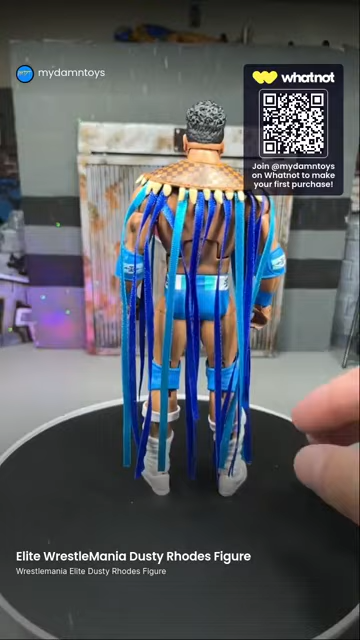 mydamntoys
whatnot
Join @mydamntoys
on Whatnot to make
your first purchase!
Elite WrestleMania Dusty Rhodes Figure
Wrestlemania Elite Dusty Rhodes Figure